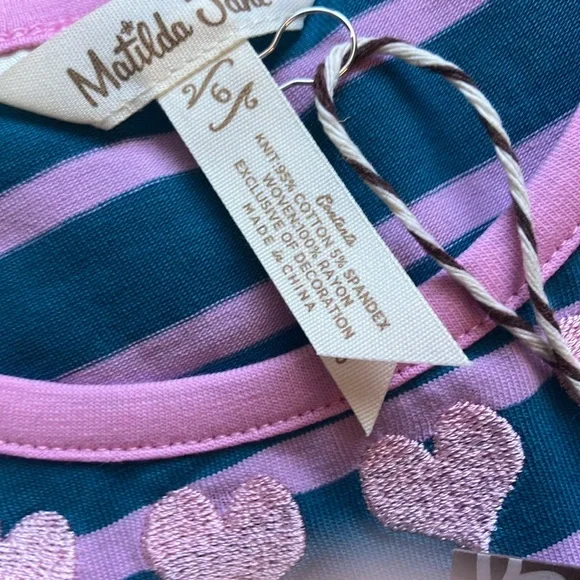 Matilda Jane
6
Contents
KNIT:95% COTTON 5% SPANDEX
WOVEN:100% RAYON
EXCLUSIVE OF DECORATION
MADE in CHINA